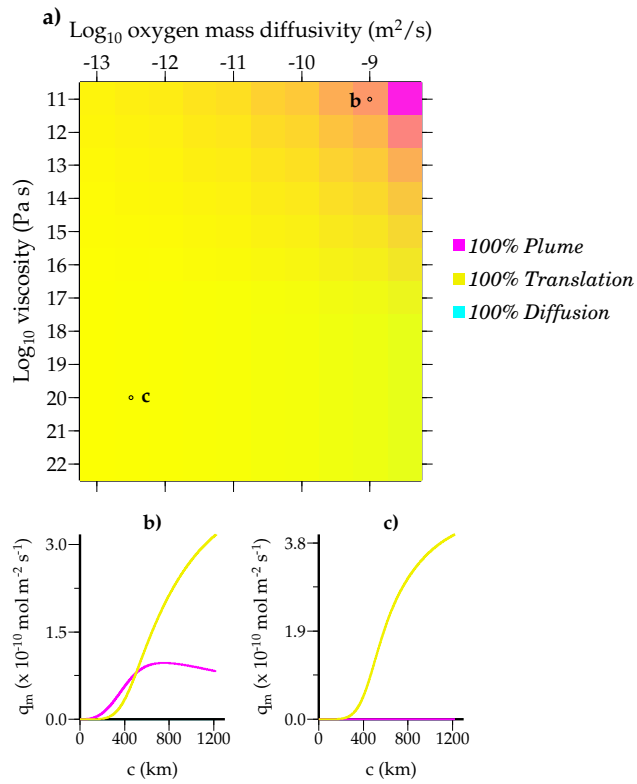 a)
Log₁₀ oxygen mass diffusivity (m²/s)
-13 -12 -11 -10 -9
Log₁₀ viscosity (Pa s)
11
12
13
14
15
16
17
18
19
20
21
22
b
c
100% Plume
100% Translation
100% Diffusion
b)
qₘ (x 10⁻¹⁰ mol m⁻² s⁻¹)
3.0
1.5
0.0
0 400 800 1200
c (km)
c)
qₘ (x 10⁻¹⁰ mol m⁻² s⁻¹)
3.8
1.9
0.0
0 400 800 1200
c (km)